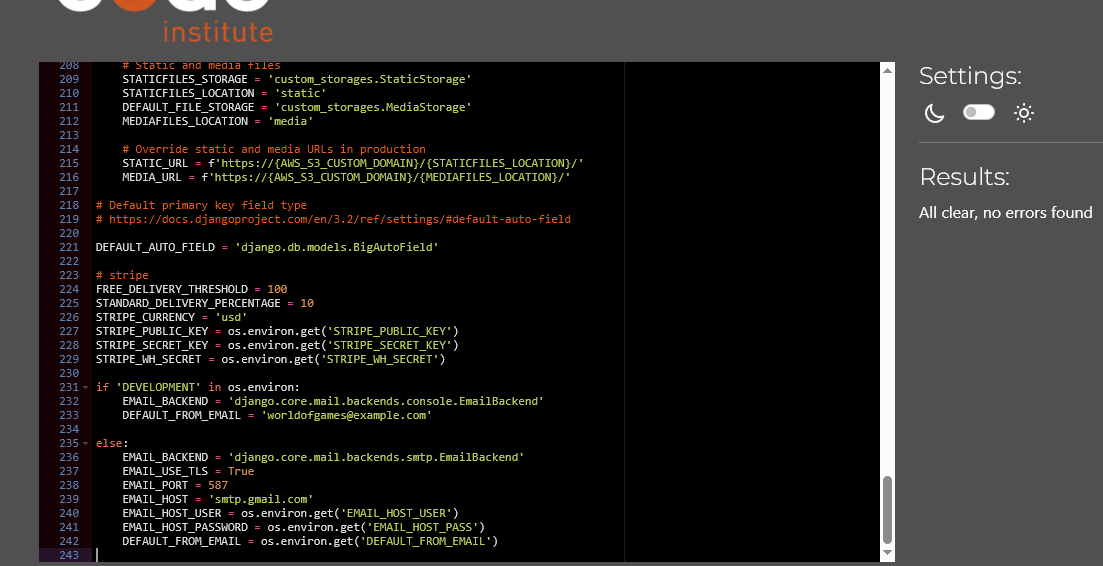 code
institute
208 # Static and media files
209 STATICFILES_STORAGE = 'custom_storages.StaticStorage'
210 STATICFILES_LOCATION = 'static'
211 DEFAULT_FILE_STORAGE = 'custom_storages.MediaStorage'
212 MEDIAFILES_LOCATION = 'media'
213
214 # Override static and media URLs in production
215 STATIC_URL = f'https://{AWS_S3_CUSTOM_DOMAIN}/{STATICFILES_LOCATION}/'
216 MEDIA_URL = f'https://{AWS_S3_CUSTOM_DOMAIN}/{MEDIAFILES_LOCATION}/'
217
218 # Default primary key field type
219 # https://docs.djangoproject.com/en/3.2/ref/settings/#default-auto-field
220
221 DEFAULT_AUTO_FIELD = 'django.db.models.BigAutoField'
222
223 # stripe
224 FREE_DELIVERY_THRESHOLD = 100
225 STANDARD_DELIVERY_PERCENTAGE = 10
226 STRIPE_CURRENCY = 'usd'
227 STRIPE_PUBLIC_KEY = os.environ.get('STRIPE_PUBLIC_KEY')
228 STRIPE_SECRET_KEY = os.environ.get('STRIPE_SECRET_KEY')
229 STRIPE_WH_SECRET = os.environ.get('STRIPE_WH_SECRET')
230
231 if 'DEVELOPMENT' in os.environ:
232 EMAIL_BACKEND = 'django.core.mail.backends.console.EmailBackend'
233 DEFAULT_FROM_EMAIL = 'worldofgames@example.com'
234
235 else:
236 EMAIL_BACKEND = 'django.core.mail.backends.smtp.EmailBackend'
237 EMAIL_USE_TLS = True
238 EMAIL_PORT = 587
239 EMAIL_HOST = 'smtp.gmail.com'
240 EMAIL_HOST_USER = os.environ.get('EMAIL_HOST_USER')
241 EMAIL_HOST_PASSWORD = os.environ.get('EMAIL_HOST_PASS')
242 DEFAULT_FROM_EMAIL = os.environ.get('DEFAULT_FROM_EMAIL')
243
Settings:
Results:
All clear, no errors found